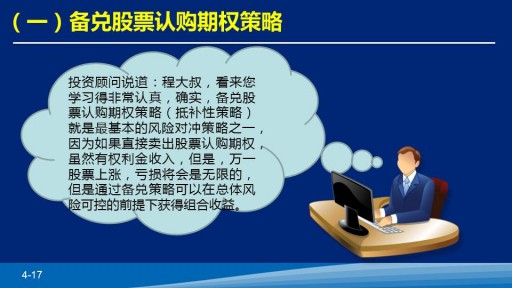 （一）备兑股票认购期权策略
投资顾问说道：程大叔，看来您
学习得非常认真，确实，备兑股
票认购期权策略（抵补性策略）
就是最基本的风险对冲策略之一，
因为如果直接卖出股票认购期权，
虽然有权利金收入，但是，万一
股票上涨，亏损将会是无限的，
但是通过备兑策略可以在总体风
险可控的前提下获得组合收益。
4-17